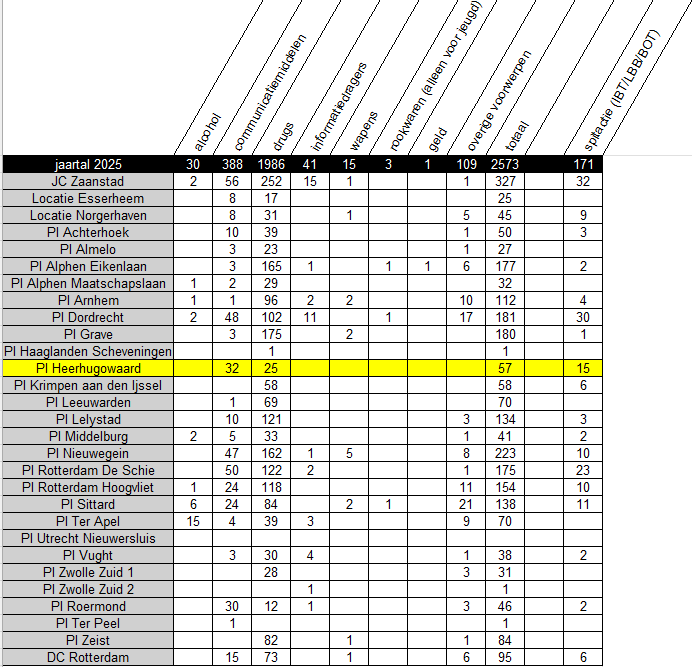 alcohol
communicatiemiddelen
drugs
informatiedragers
wapens
rookwaren (alleen voor jeugd)
geld
overige voorwerpen
totaal
spitactie (IBT/LBB/BOT)
jaartal 2025 30 388 1986 41 15 3 1 109 2573 171
JC Zaanstad 2 56 252 15 1 1 327 32
Locatie Esserheem 8 17 25
Locatie Norgerhaven 8 31 1 5 45 9
PI Achterhoek 10 39 1 50 3
PI Almelo 3 23 1 27
PI Alphen Eikenlaan 3 165 1 1 1 6 177 2
PI Alphen Maatschapslaan 1 2 29 32
PI Arnhem 1 1 96 2 2 10 112 4
PI Dordrecht 2 48 102 11 1 17 181 30
PI Grave 3 175 2 180 1
PI Haaglanden Scheveningen 1 1
PI Heerhugowaard 32 25 57 15
PI Krimpen aan den Ijssel 58 58 6
PI Leeuwarden 1 69 70
PI Lelystad 10 121 3 134 3
PI Middelburg 2 5 33 1 41 2
PI Nieuwegein 47 162 1 5 8 223 10
PI Rotterdam De Schie 50 122 2 1 175 23
PI Rotterdam Hoogvliet 1 24 118 11 154 10
PI Sittard 6 24 84 2 1 21 138 11
PI Ter Apel 15 4 39 3 9 70
PI Utrecht Nieuwersluis
PI Vught 3 30 4 1 38 2
PI Zwolle Zuid 1 28 3 31
PI Zwolle Zuid 2 1 1
PI Roermond 30 12 1 3 46 2
PI Ter Peel 1 1
PI Zeist 82 1 1 84
DC Rotterdam 15 73 1 6 95 6